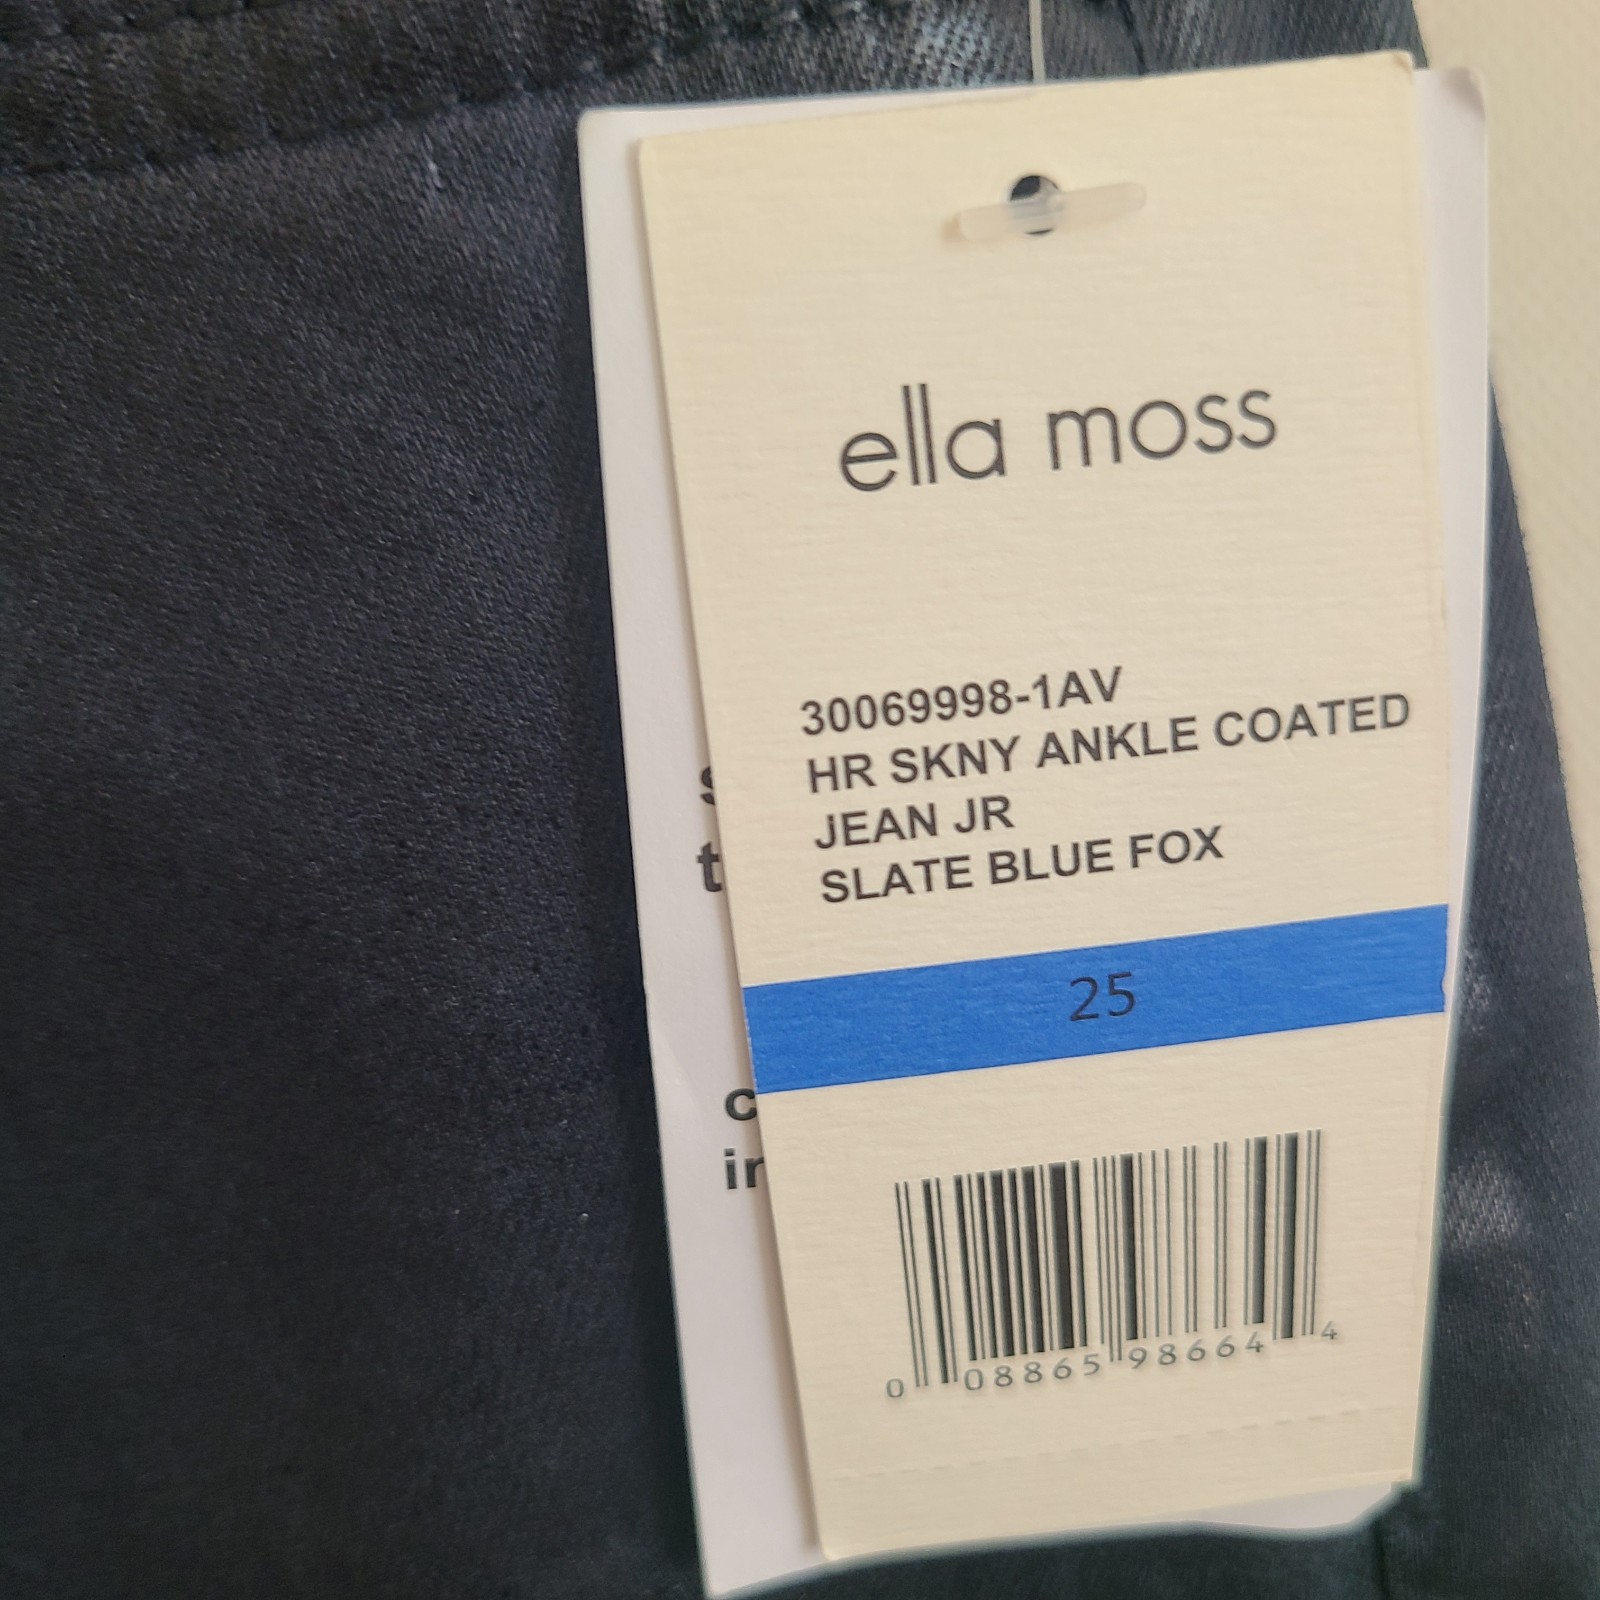 ella moss
30069998-1AV
HR SKNY ANKLE COATED
JEAN JR
SLATE BLUE FOX
25
0 08865 98664 4